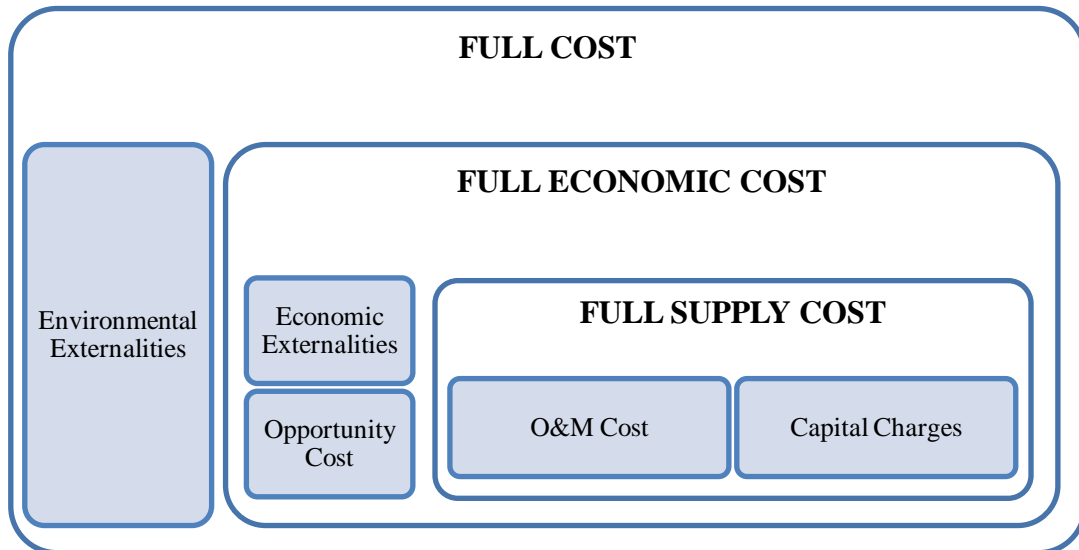 FULL COST
FULL ECONOMIC COST
Environmental
Externalities
Economic
Externalities
FULL SUPPLY COST
Opportunity
Cost
O&M Cost
Capital Charges